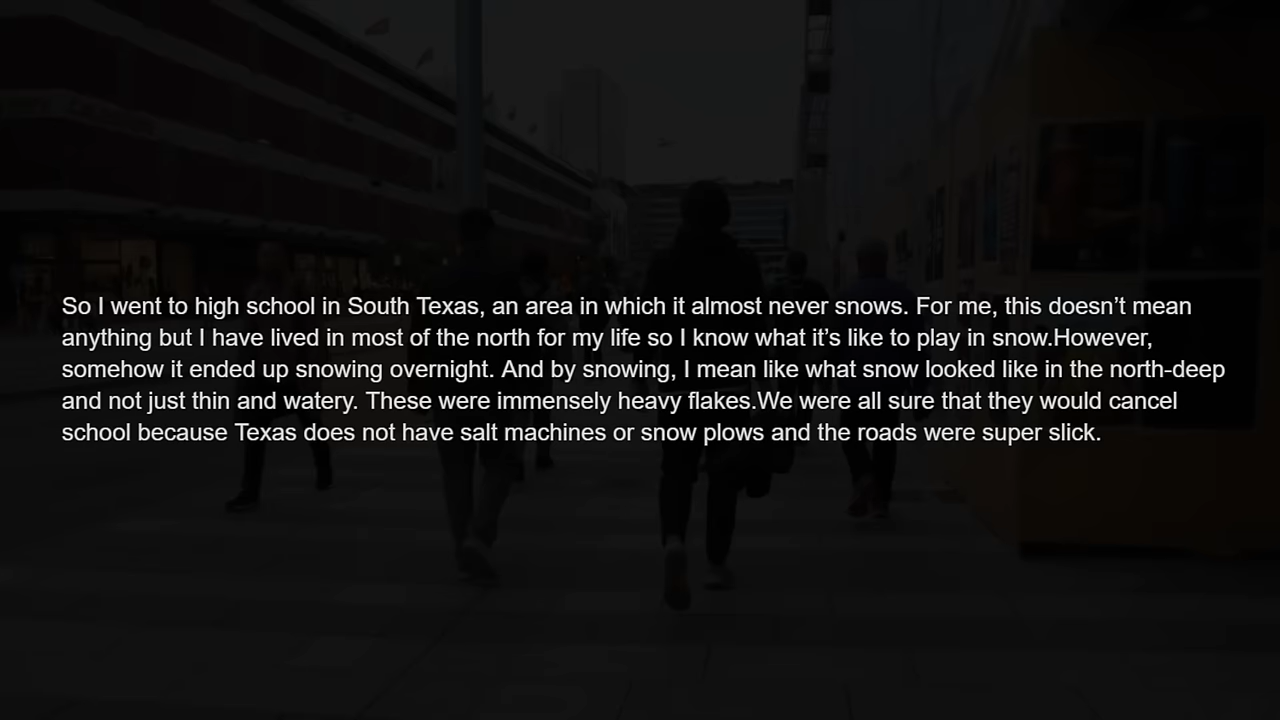 So I went to high school in South Texas, an area in which it almost never snows. For me, this doesn’t mean
anything but I have lived in most of the north for my life so I know what it’s like to play in snow.However,
somehow it ended up snowing overnight. And by snowing, I mean like what snow looked like in the north-deep
and not just thin and watery. These were immensely heavy flakes.We were all sure that they would cancel
school because Texas does not have salt machines or snow plows and the roads were super slick.